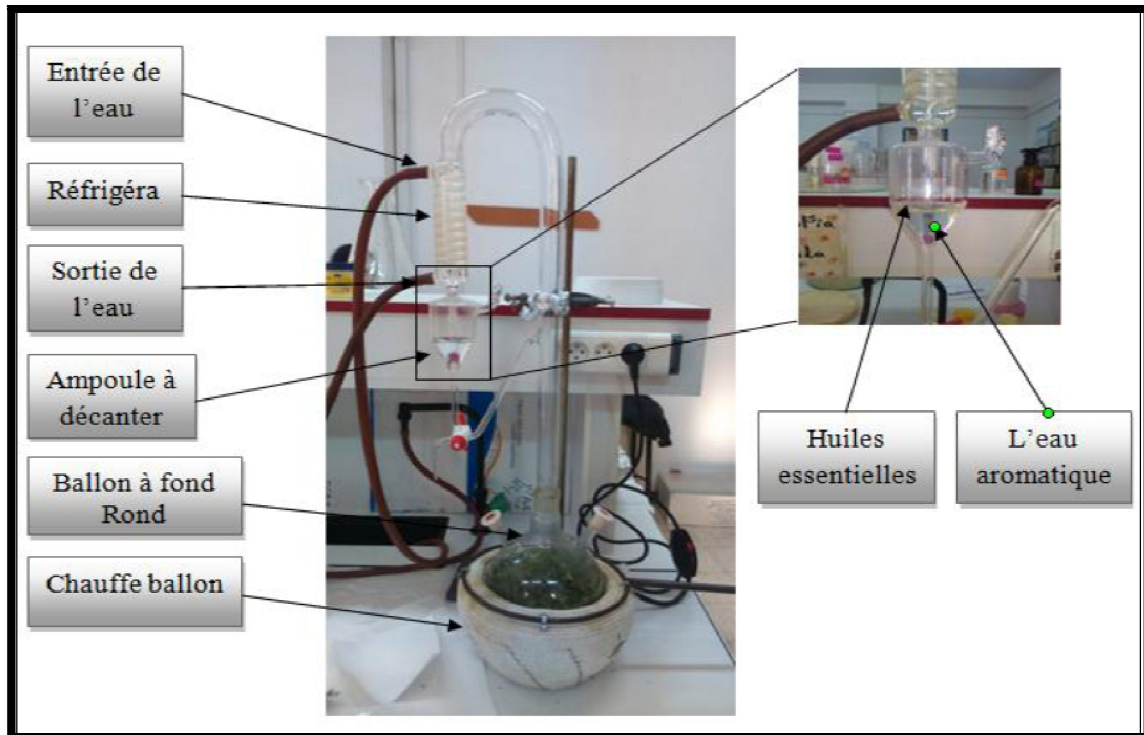 Entrée de
l'eau
Réfrigéra
Sortie de
l'eau
Ampoule à
décanter
Ballon à fond
Rond
Chauffe ballon
Huiles
essentielles
L'eau
aromatique